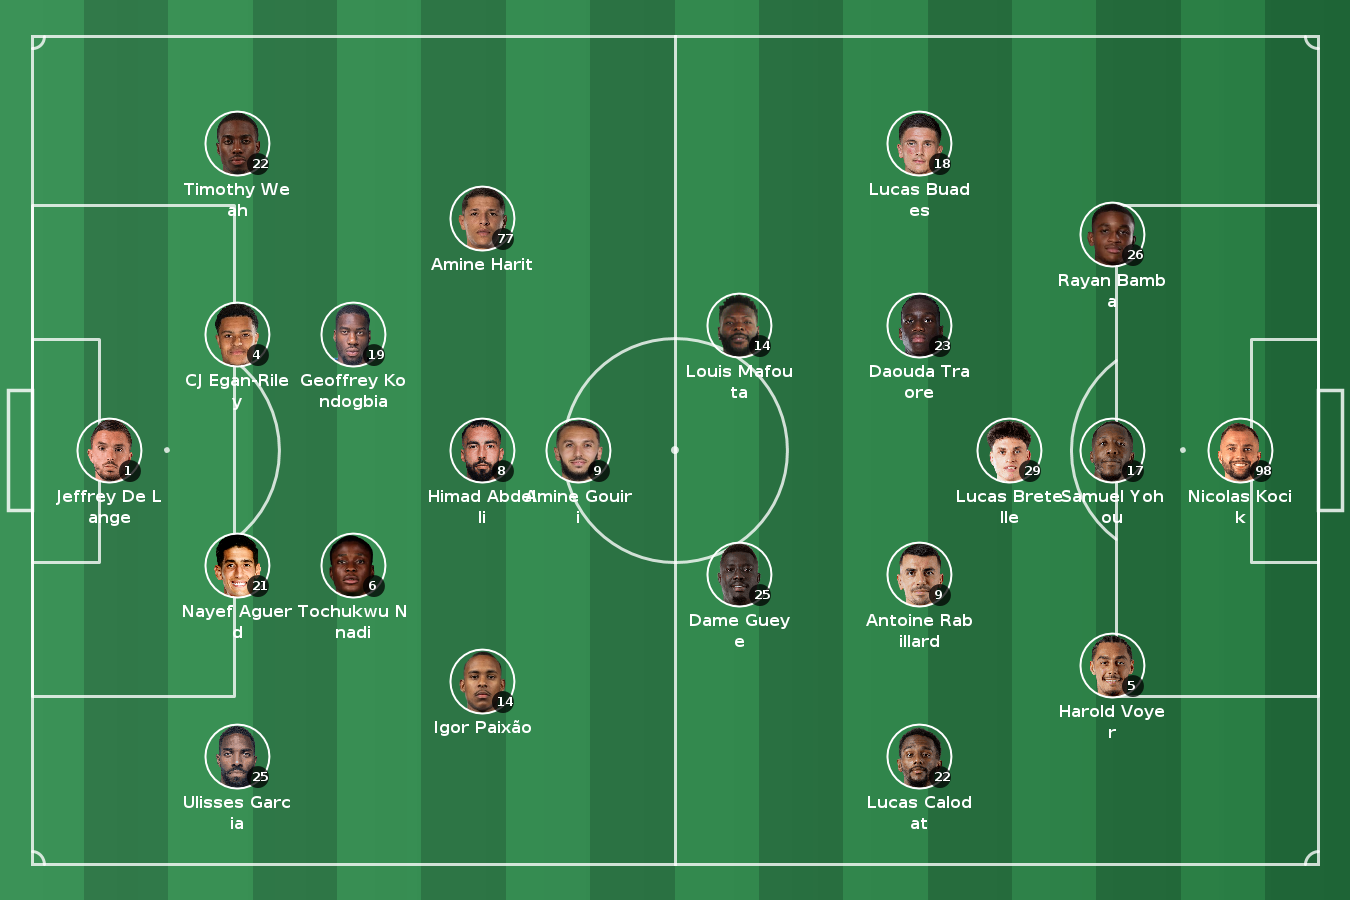 22
Timothy We
ah
18
Lucas Buad
es
77
Amine Harit
26
Rayan Bamb
a
4
CJ Egan-Rile
y
19
Geoffrey Ko
ndogbia
14
Louis Mafou
ta
23
Daouda Tra
ore
1
Jeffrey De L
ange
8
Himad Abdel
li
9
Amine Gouir
i
29
Lucas Brete
lle
17
Samuel Yoh
ou
98
Nicolas Koci
k
21
Nayef Aguer
d
6
Tochukwu N
nadi
25
Dame Guey
e
9
Antoine Rab
illard
14
Igor Paixão
5
Harold Voye
r
25
Ulisses Garc
ia
22
Lucas Calod
at